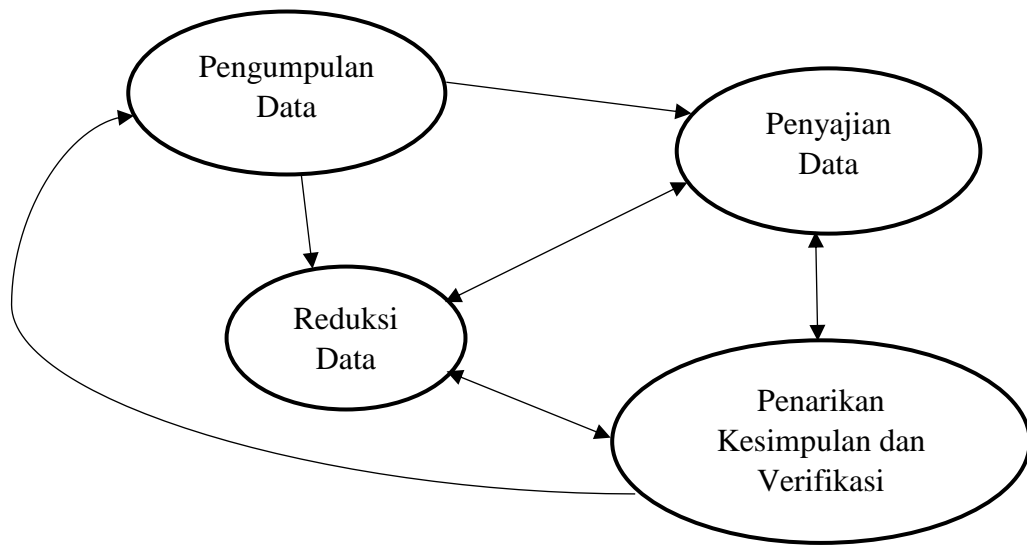 Pengumpulan
Data
Penyajian
Data
Reduksi
Data
Penarikan
Kesimpulan dan
Verifikasi